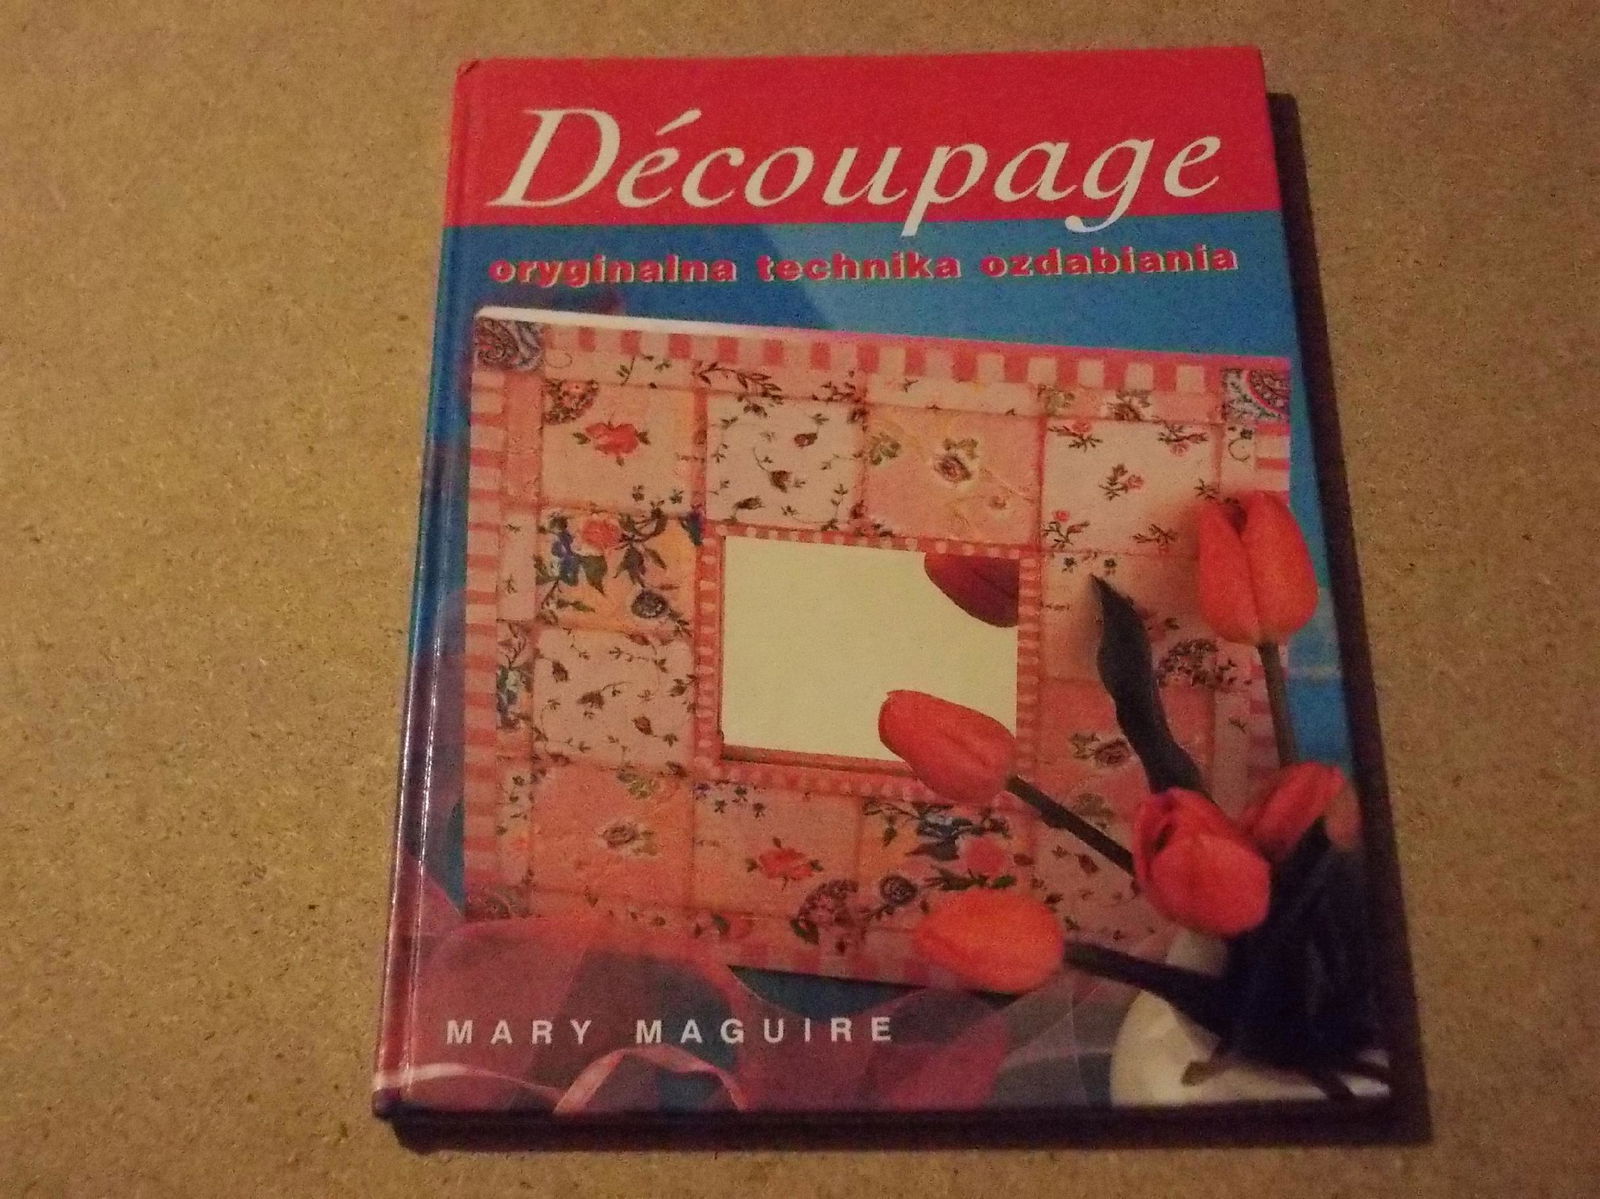 Découpage
oryginalna technika ozdabiania
MARY MAGUIRE